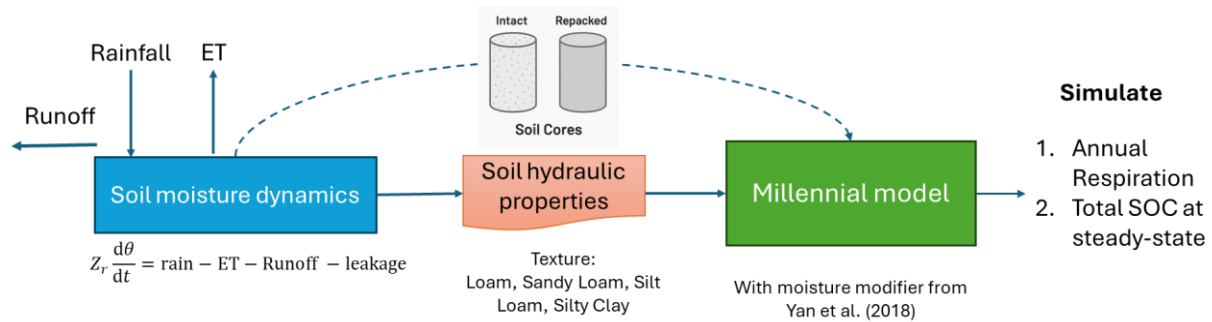 Intact
Repacked
Soil Cores
Rainfall
ET
Runoff
Soil moisture dynamics
Z_r dθ/dt = rain − ET − Runoff − leakage
Soil hydraulic
properties
Texture:
Loam, Sandy Loam, Silt
Loam, Silty Clay
Millennial model
With moisture modifier from
Yan et al. (2018)
Simulate
1. Annual
Respiration
2. Total SOC at
steady-state